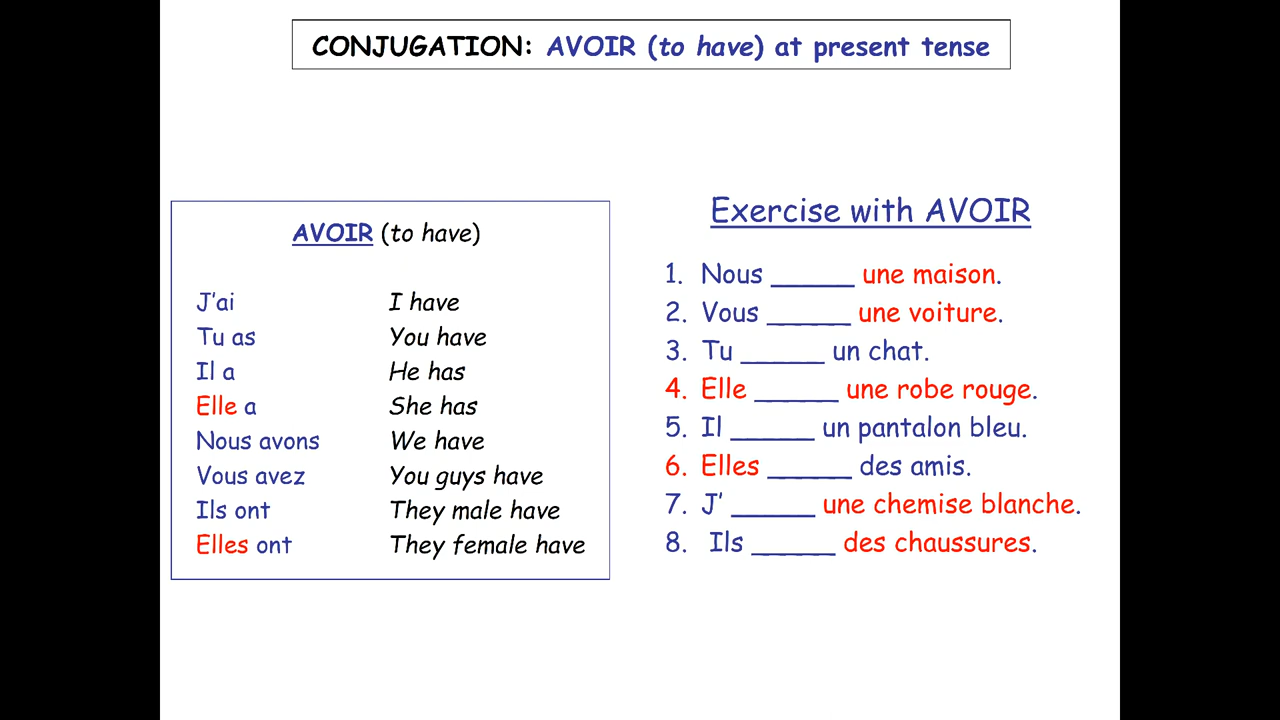 CONJUGATION: AVOIR (to have) at present tense
AVOIR (to have)
J'ai I have
Tu as You have
Il a He has
Elle a She has
Nous avons We have
Vous avez You guys have
Ils ont They male have
Elles ont They female have
Exercise with AVOIR
1. Nous ______ une maison.
2. Vous ______ une voiture.
3. Tu ______ un chat.
4. Elle ______ une robe rouge.
5. Il ______ un pantalon bleu.
6. Elles ______ des amis.
7. J' ______ une chemise blanche.
8. Ils ______ des chaussures.